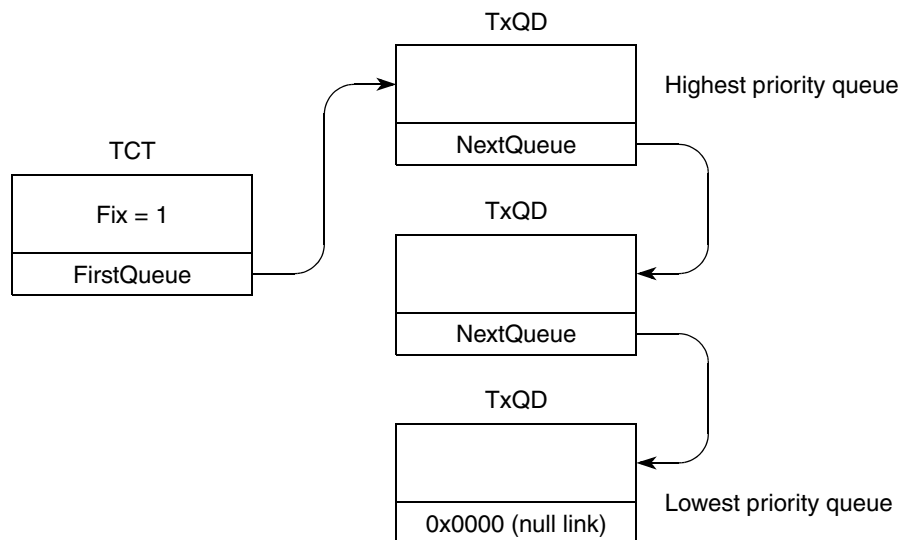 TxQD
Highest priority queue
NextQueue
TCT
Fix = 1
FirstQueue
TxQD
NextQueue
TxQD
Lowest priority queue
0x0000 (null link)